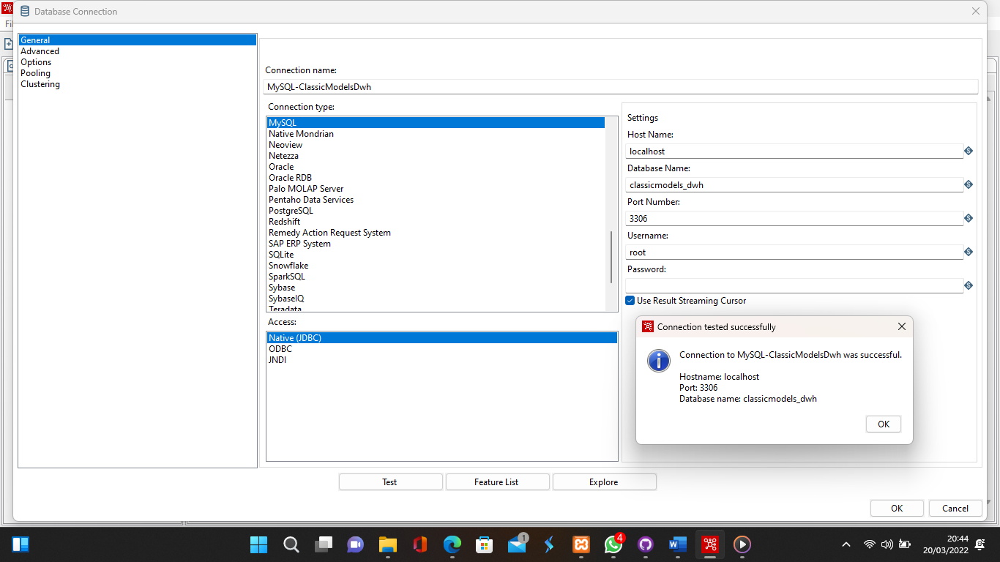 Database Connection
Fil
General
Advanced
Options
Pooling
Clustering
Connection name:
MySQL-ClassicModelsDwh
Connection type:
MySQL
Native Mondrian
Neoview
Netezza
Oracle
Oracle RDB
Palo MOLAP Server
Pentaho Data Services
PostgreSQL
Redshift
Remedy Action Request System
SAP ERP System
SQLite
Snowflake
SparkSQL
Sybase
SybaseIQ
Teradata
Access:
Native (JDBC)
ODBC
JNDI
Settings
Host Name:
localhost
Database Name:
classicmodels_dwh
Port Number:
3306
Username:
root
Password:
Use Result Streaming Cursor
Connection tested successfully
Connection to MySQL-ClassicModelsDwh was successful.
Hostname: localhost
Port: 3306
Database name: classicmodels_dwh
OK
Test
Feature List
Explore
OK
Cancel
1
4
20:44
20/03/2022